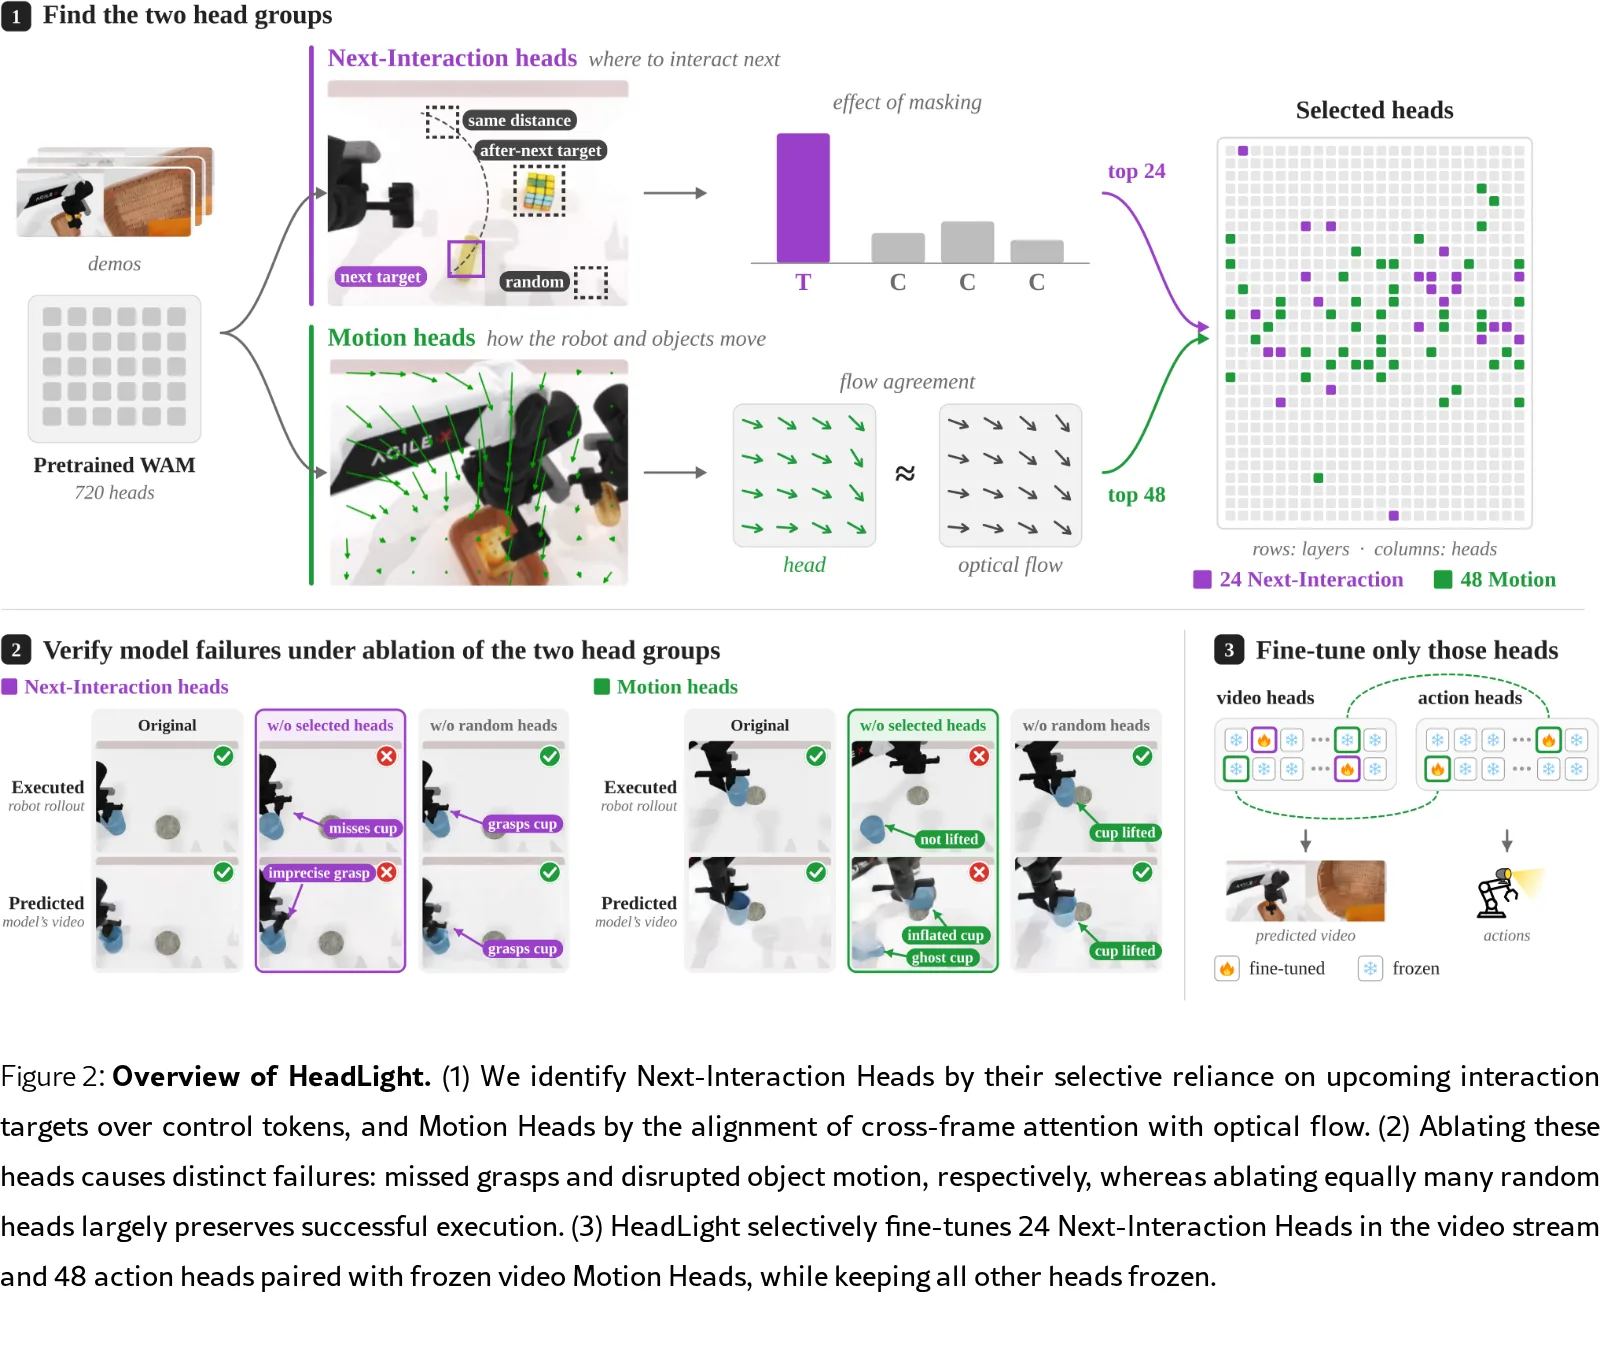 1 Find the two head groups
Next-Interaction heads where to interact next
same distance
after-next target
next target
random
effect of masking
T C C C
top 24
demos
Pretrained WAM
720 heads
Motion heads how the robot and objects move
AGILE X
flow agreement
≈
head
optical flow
top 48
Selected heads
rows: layers · columns: heads
24 Next-Interaction 48 Motion
2 Verify model failures under ablation of the two head groups
Next-Interaction heads
Original w/o selected heads w/o random heads
Executed
robot rollout
misses cup
grasps cup
Predicted
model's video
imprecise grasp
grasps cup
Motion heads
Original w/o selected heads w/o random heads
Executed
robot rollout
not lifted
cup lifted
Predicted
model's video
inflated cup
ghost cup
cup lifted
3 Fine-tune only those heads
video heads action heads
predicted video actions
fine-tuned frozen
Figure 2: Overview of HeadLight. (1) We identify Next-Interaction Heads by their selective reliance on upcoming interaction
targets over control tokens, and Motion Heads by the alignment of cross-frame attention with optical flow. (2) Ablating these
heads causes distinct failures: missed grasps and disrupted object motion, respectively, whereas ablating equally many random
heads largely preserves successful execution. (3) HeadLight selectively fine-tunes 24 Next-Interaction Heads in the video stream
and 48 action heads paired with frozen video Motion Heads, while keeping all other heads frozen.